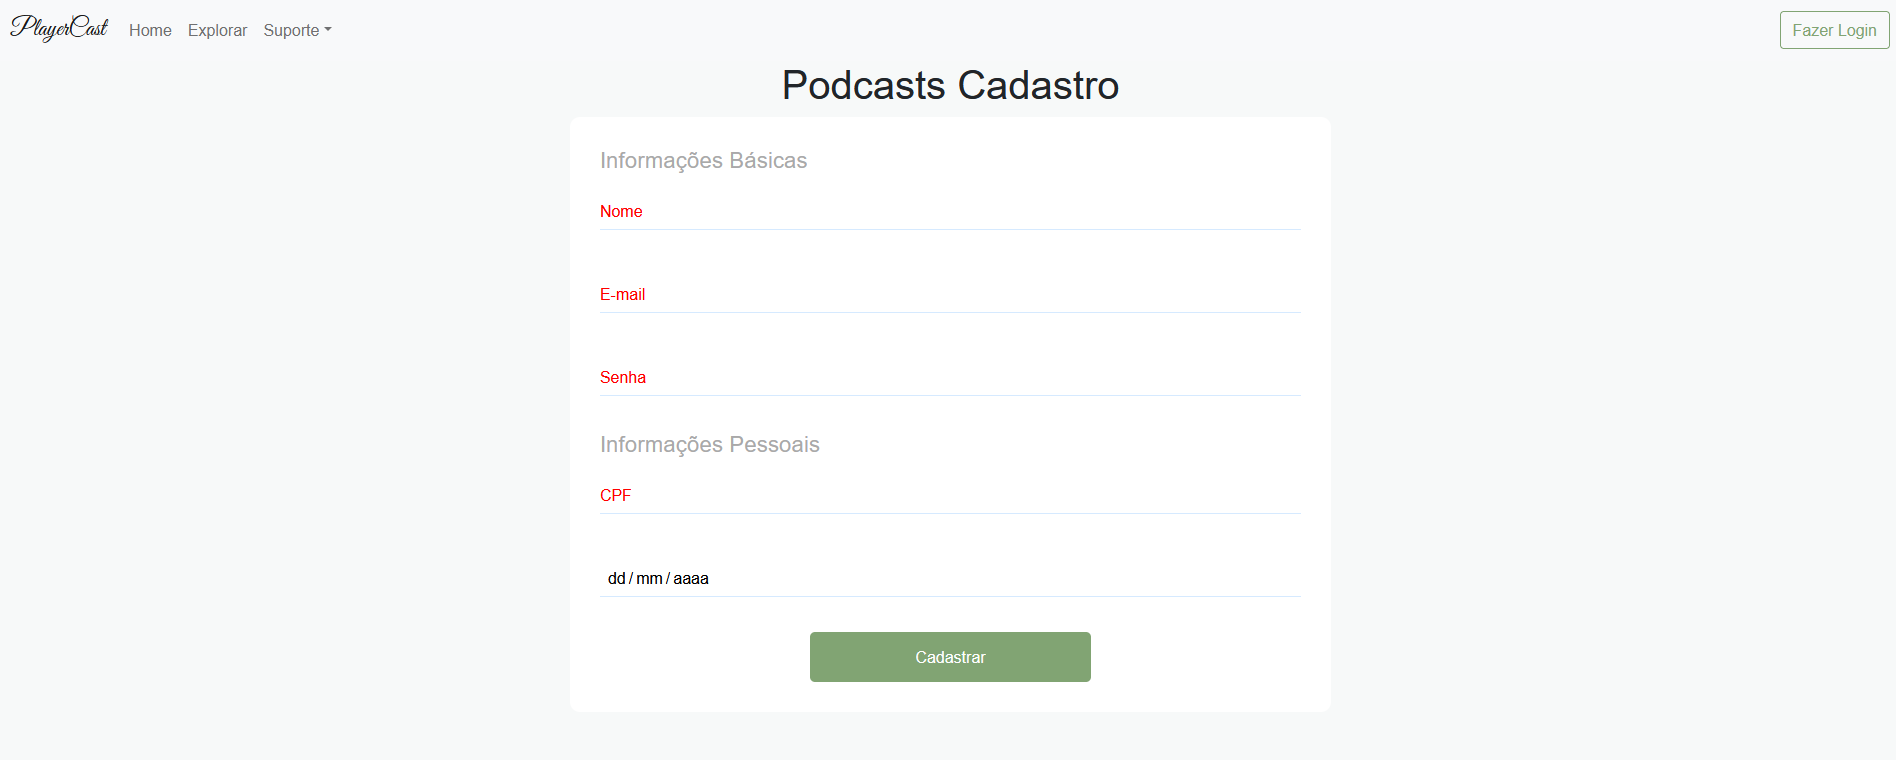 PlayerCast Home Explorar Suporte Fazer Login
Podcasts Cadastro
Informações Básicas
Nome
E-mail
Senha
Informações Pessoais
CPF
dd/mm/aaaa
Cadastrar